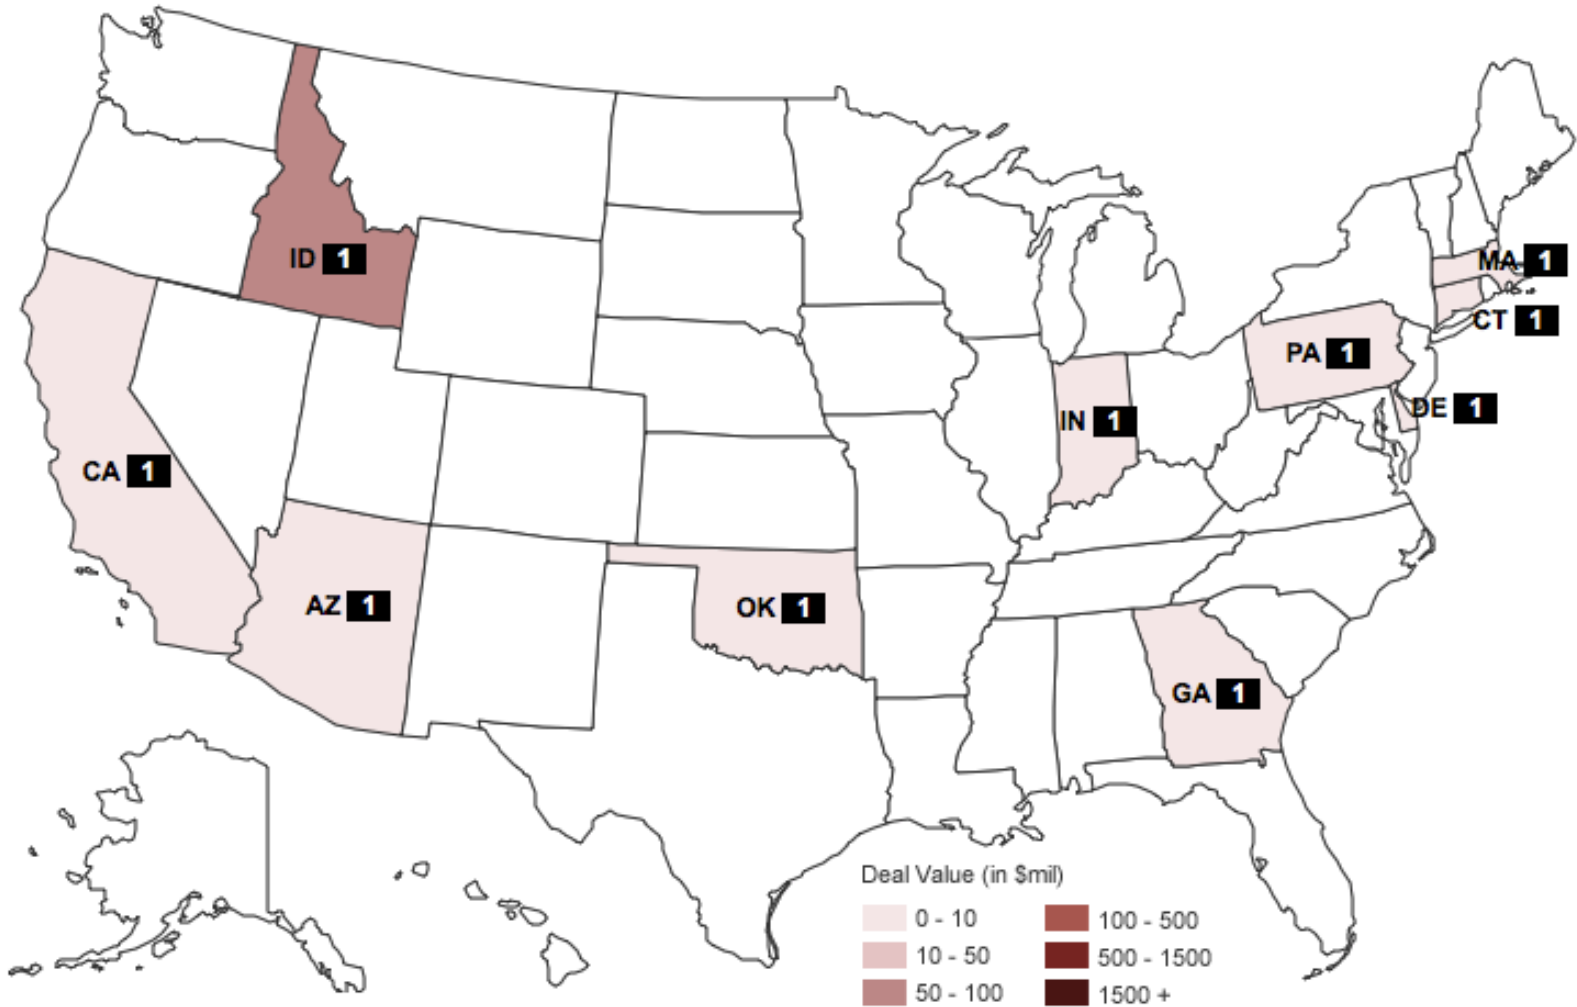 ID 1
MA 1
CT 1
PA 1
DE 1
IN 1
CA 1
AZ 1
OK 1
GA 1
Deal Value (in $mil)
0 - 10
10 - 50
50 - 100
100 - 500
500 - 1500
1500 +